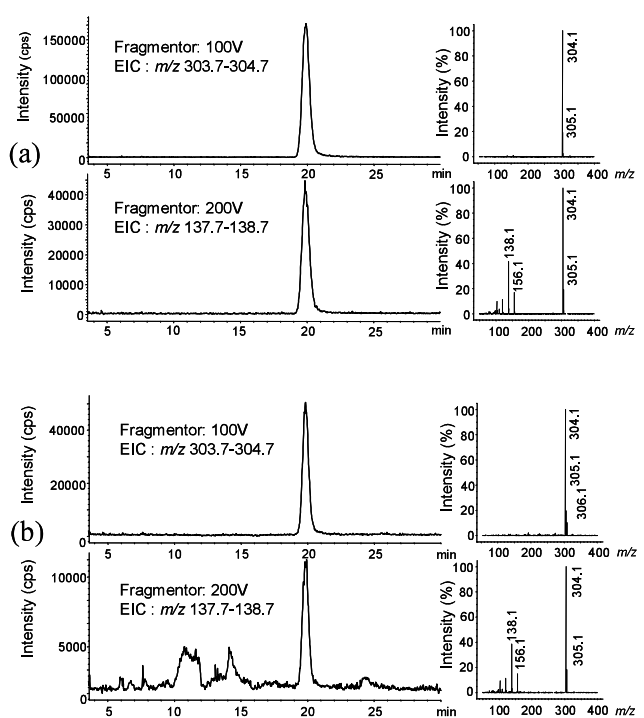 (a)
Intensity (cps)
150000
100000
50000
0
Fragmentor: 100V
EIC : m/z 303.7-304.7
5 10 15 20 25 min
Intensity (%)
100
80
60
40
20
0
304.1
305.1
100 200 300 400 m/z
Intensity (cps)
40000
30000
20000
10000
0
Fragmentor: 200V
EIC : m/z 137.7-138.7
5 10 15 20 25 min
Intensity (%)
100
80
60
40
20
0
138.1
156.1
304.1
305.1
100 200 300 400 m/z
(b)
Intensity (cps)
40000
20000
0
Fragmentor: 100V
EIC : m/z 303.7-304.7
5 10 15 20 25 min
Intensity (%)
100
80
60
40
20
0
304.1
305.1
306.1
100 200 300 400 m/z
Intensity (cps)
10000
5000
0
Fragmentor: 200V
EIC : m/z 137.7-138.7
5 10 15 20 25 min
Intensity (%)
100
80
60
40
20
0
138.1
156.1
304.1
305.1
100 200 300 400 m/z